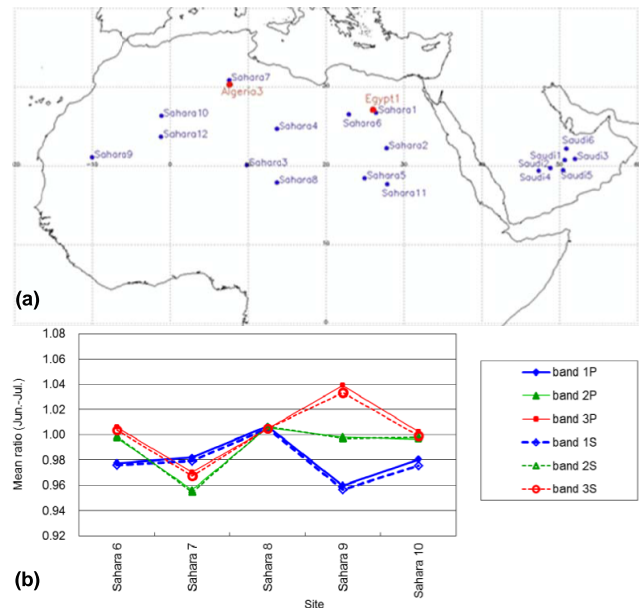 Sahara7
Algeria3
Egypt1
Sahara1
Sahara10
Sahara6
Sahara12
Sahara4
Sahara2
Sahara9
Sahara3
Sahara5
Sahara8
Sahara11
Saudi6
Saudi1
Saudi3
Saudi2
Saudi4
Saudi5
(a)
1.08
1.06
1.04
1.02
1.00
0.98
0.96
0.94
0.92
Mean ratio (Jun.-Jul.)
Sahara 6
Sahara 7
Sahara 8
Sahara 9
Sahara 10
Site
band 1P
band 2P
band 3P
band 1S
band 2S
band 3S
(b)